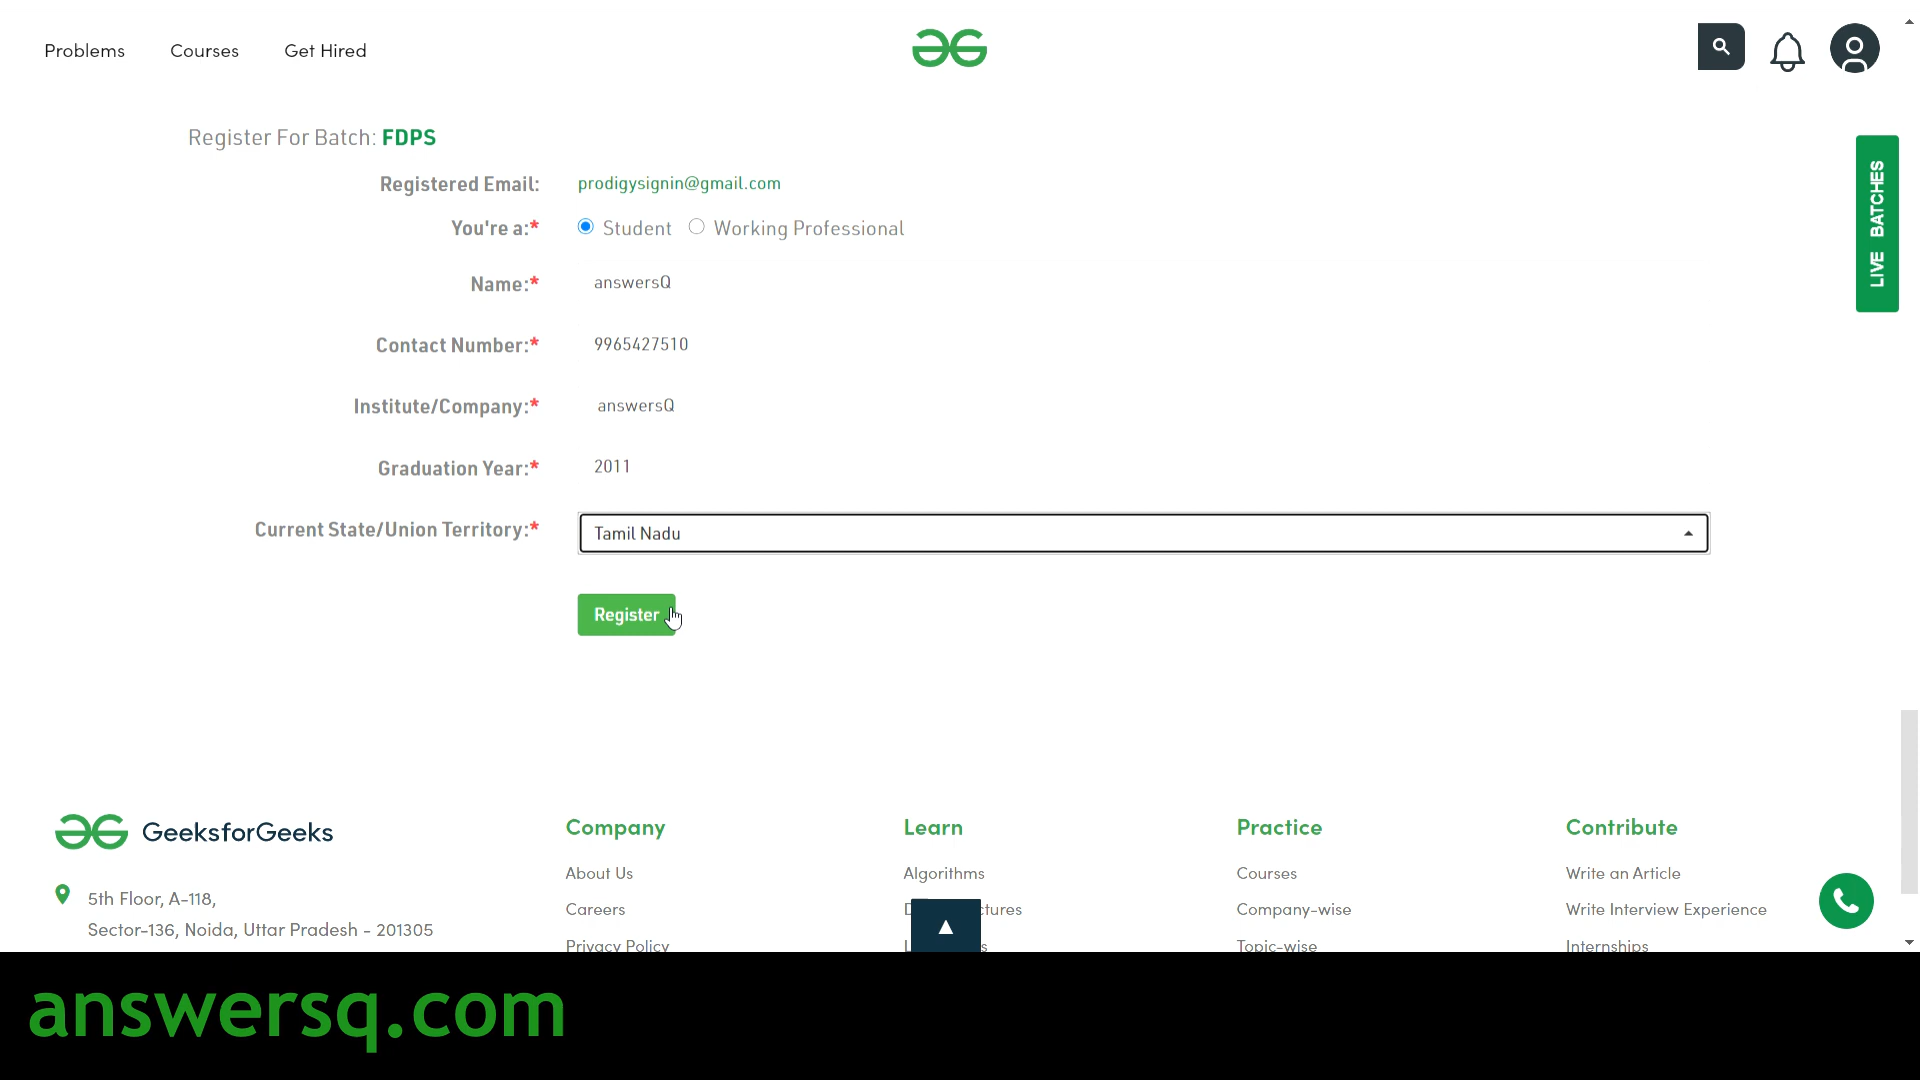 Problems Courses Get Hired
Register For Batch: FDPS
Registered Email: prodigysignin@gmail.com
You're a:* Student Working Professional
Name:* answersQ
Contact Number:* 9965427510
Institute/Company:* answersQ
Graduation Year:* 2011
Current State/Union Territory:* Tamil Nadu
Register
LIVE BATCHES
GeeksforGeeks
5th Floor, A-118,
Sector-136, Noida, Uttar Pradesh - 201305
Company
About Us
Careers
Privacy Policy
Learn
Algorithms
Practice
Courses
Company-wise
Topic-wise
Contribute
Write an Article
Write Interview Experience
Internships
answersq.com